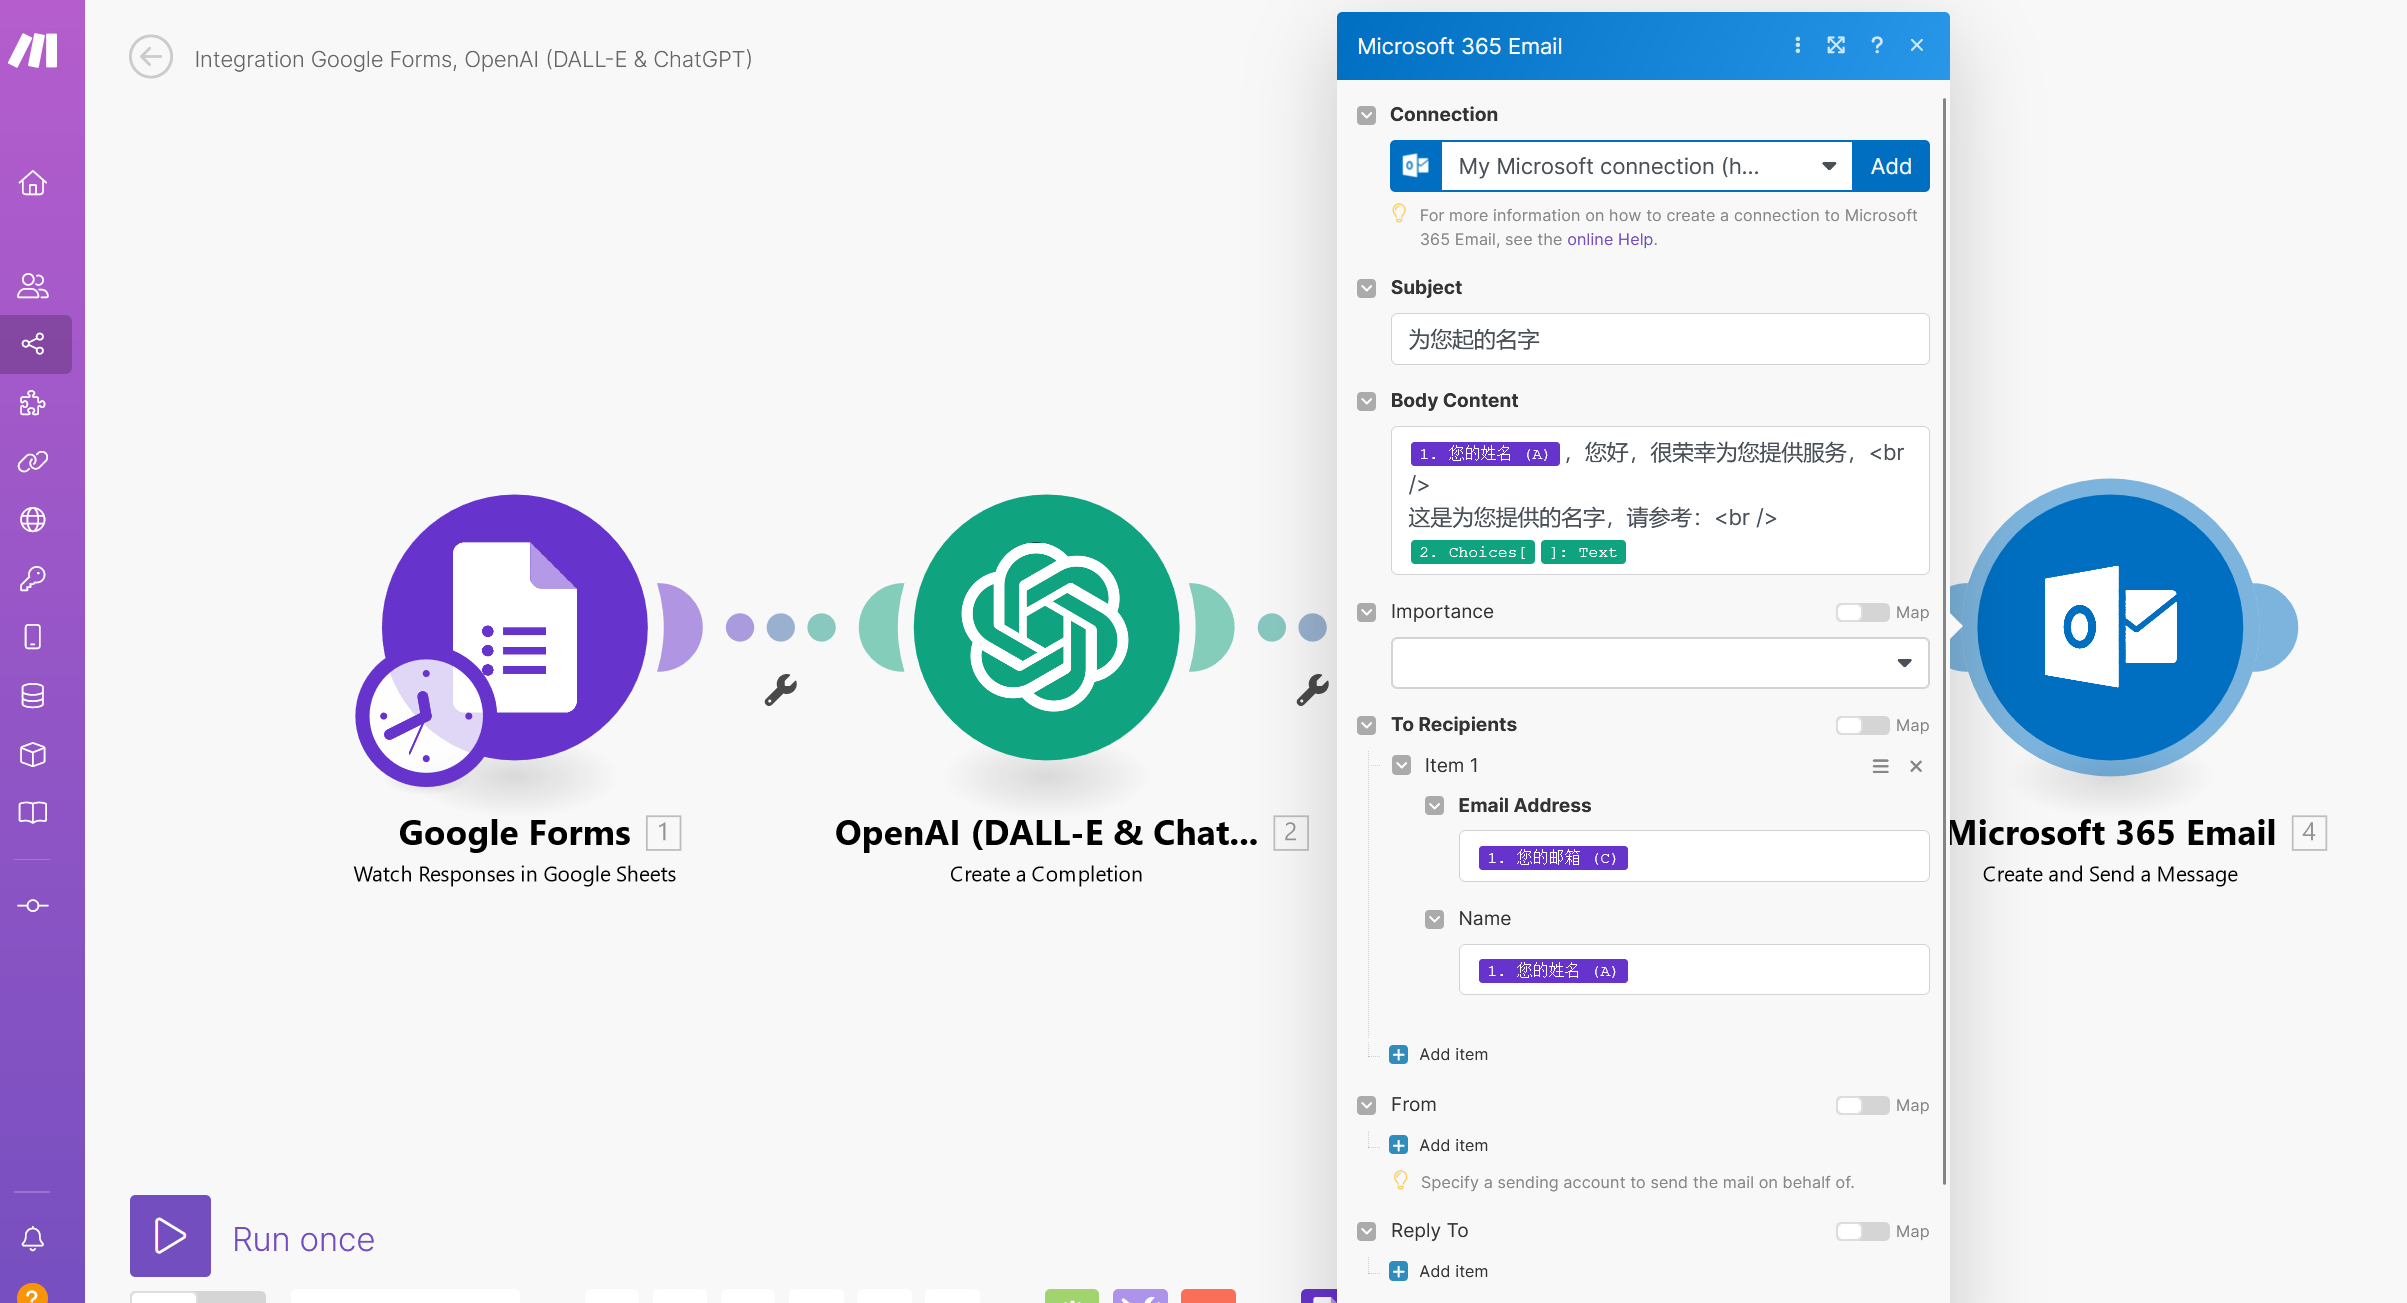 Integration Google Forms, OpenAI (DALL-E & ChatGPT)
Google Forms 1
Watch Responses in Google Sheets
OpenAI (DALL-E & Chat... 2
Create a Completion
Microsoft 365 Email 4
Create and Send a Message
Run once
?
Microsoft 365 Email
?
Connection
My Microsoft connection (h...
Add
For more information on how to create a connection to Microsoft
365 Email, see the online Help.
Subject
为您起的名字
Body Content
1. 您的姓名 (A) ，您好，很荣幸为您提供服务，<br
/>
这是为您提供的名字，请参考：<br />
2. Choices[ ]: Text
Importance
Map
To Recipients
Map
Item 1
Email Address
1. 您的邮箱 (C)
Name
1. 您的姓名 (A)
Add item
From
Map
Add item
Specify a sending account to send the mail on behalf of.
Reply To
Map
Add item